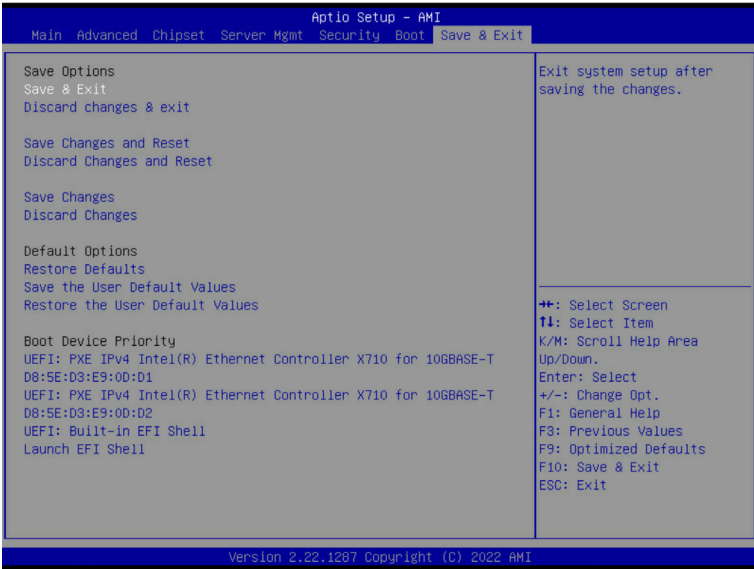 Aptio Setup – AMI
Main Advanced Chipset Server Mgmt Security Boot Save & Exit
Save Options
Save & Exit
Discard changes & exit
Save Changes and Reset
Discard Changes and Reset
Save Changes
Discard Changes
Default Options
Restore Defaults
Save the User Default Values
Restore the User Default Values
Boot Device Priority
UEFI: PXE IPv4 Intel(R) Ethernet Controller X710 for 10GBASE-T
D8:5E:D3:E9:0D:D1
UEFI: PXE IPv4 Intel(R) Ethernet Controller X710 for 10GBASE-T
D8:5E:D3:E9:0D:D2
UEFI: Built-in EFI Shell
Launch EFI Shell
Exit system setup after
saving the changes.
→←: Select Screen
↑↓: Select Item
K/M: Scroll Help Area
Up/Down.
Enter: Select
+/-: Change Opt.
F1: General Help
F3: Previous Values
F9: Optimized Defaults
F10: Save & Exit
ESC: Exit
Version 2.22.1287 Copyright (C) 2022 AMI